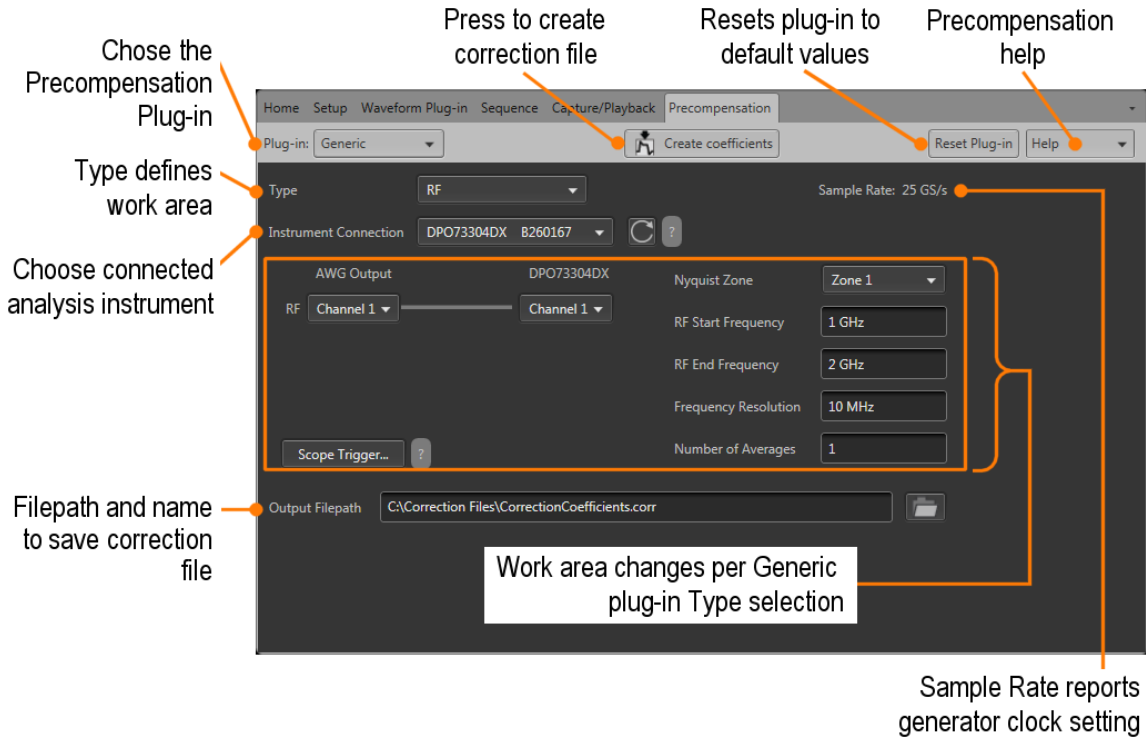 Chose the
Precompensation
Plug-in
Press to create
correction file
Resets plug-in to
default values
Precompensation
help
Home Setup Waveform Plug-in Sequence Capture/Playback Precompensation
Plug-in: Generic Create coefficients Reset Plug-in Help
Type defines
work area
Type RF Sample Rate: 25 GS/s
Choose connected
analysis instrument
Instrument Connection DPO73304DX B260167 ?
AWG Output DPO73304DX
RF Channel 1 Channel 1
Nyquist Zone Zone 1
RF Start Frequency 1 GHz
RF End Frequency 2 GHz
Frequency Resolution 10 MHz
Number of Averages 1
Scope Trigger... ?
Filepath and name
to save correction
file
Output Filepath C:\Correction Files\CorrectionCoefficients.corr
Work area changes per Generic
plug-in Type selection
Sample Rate reports
generator clock setting